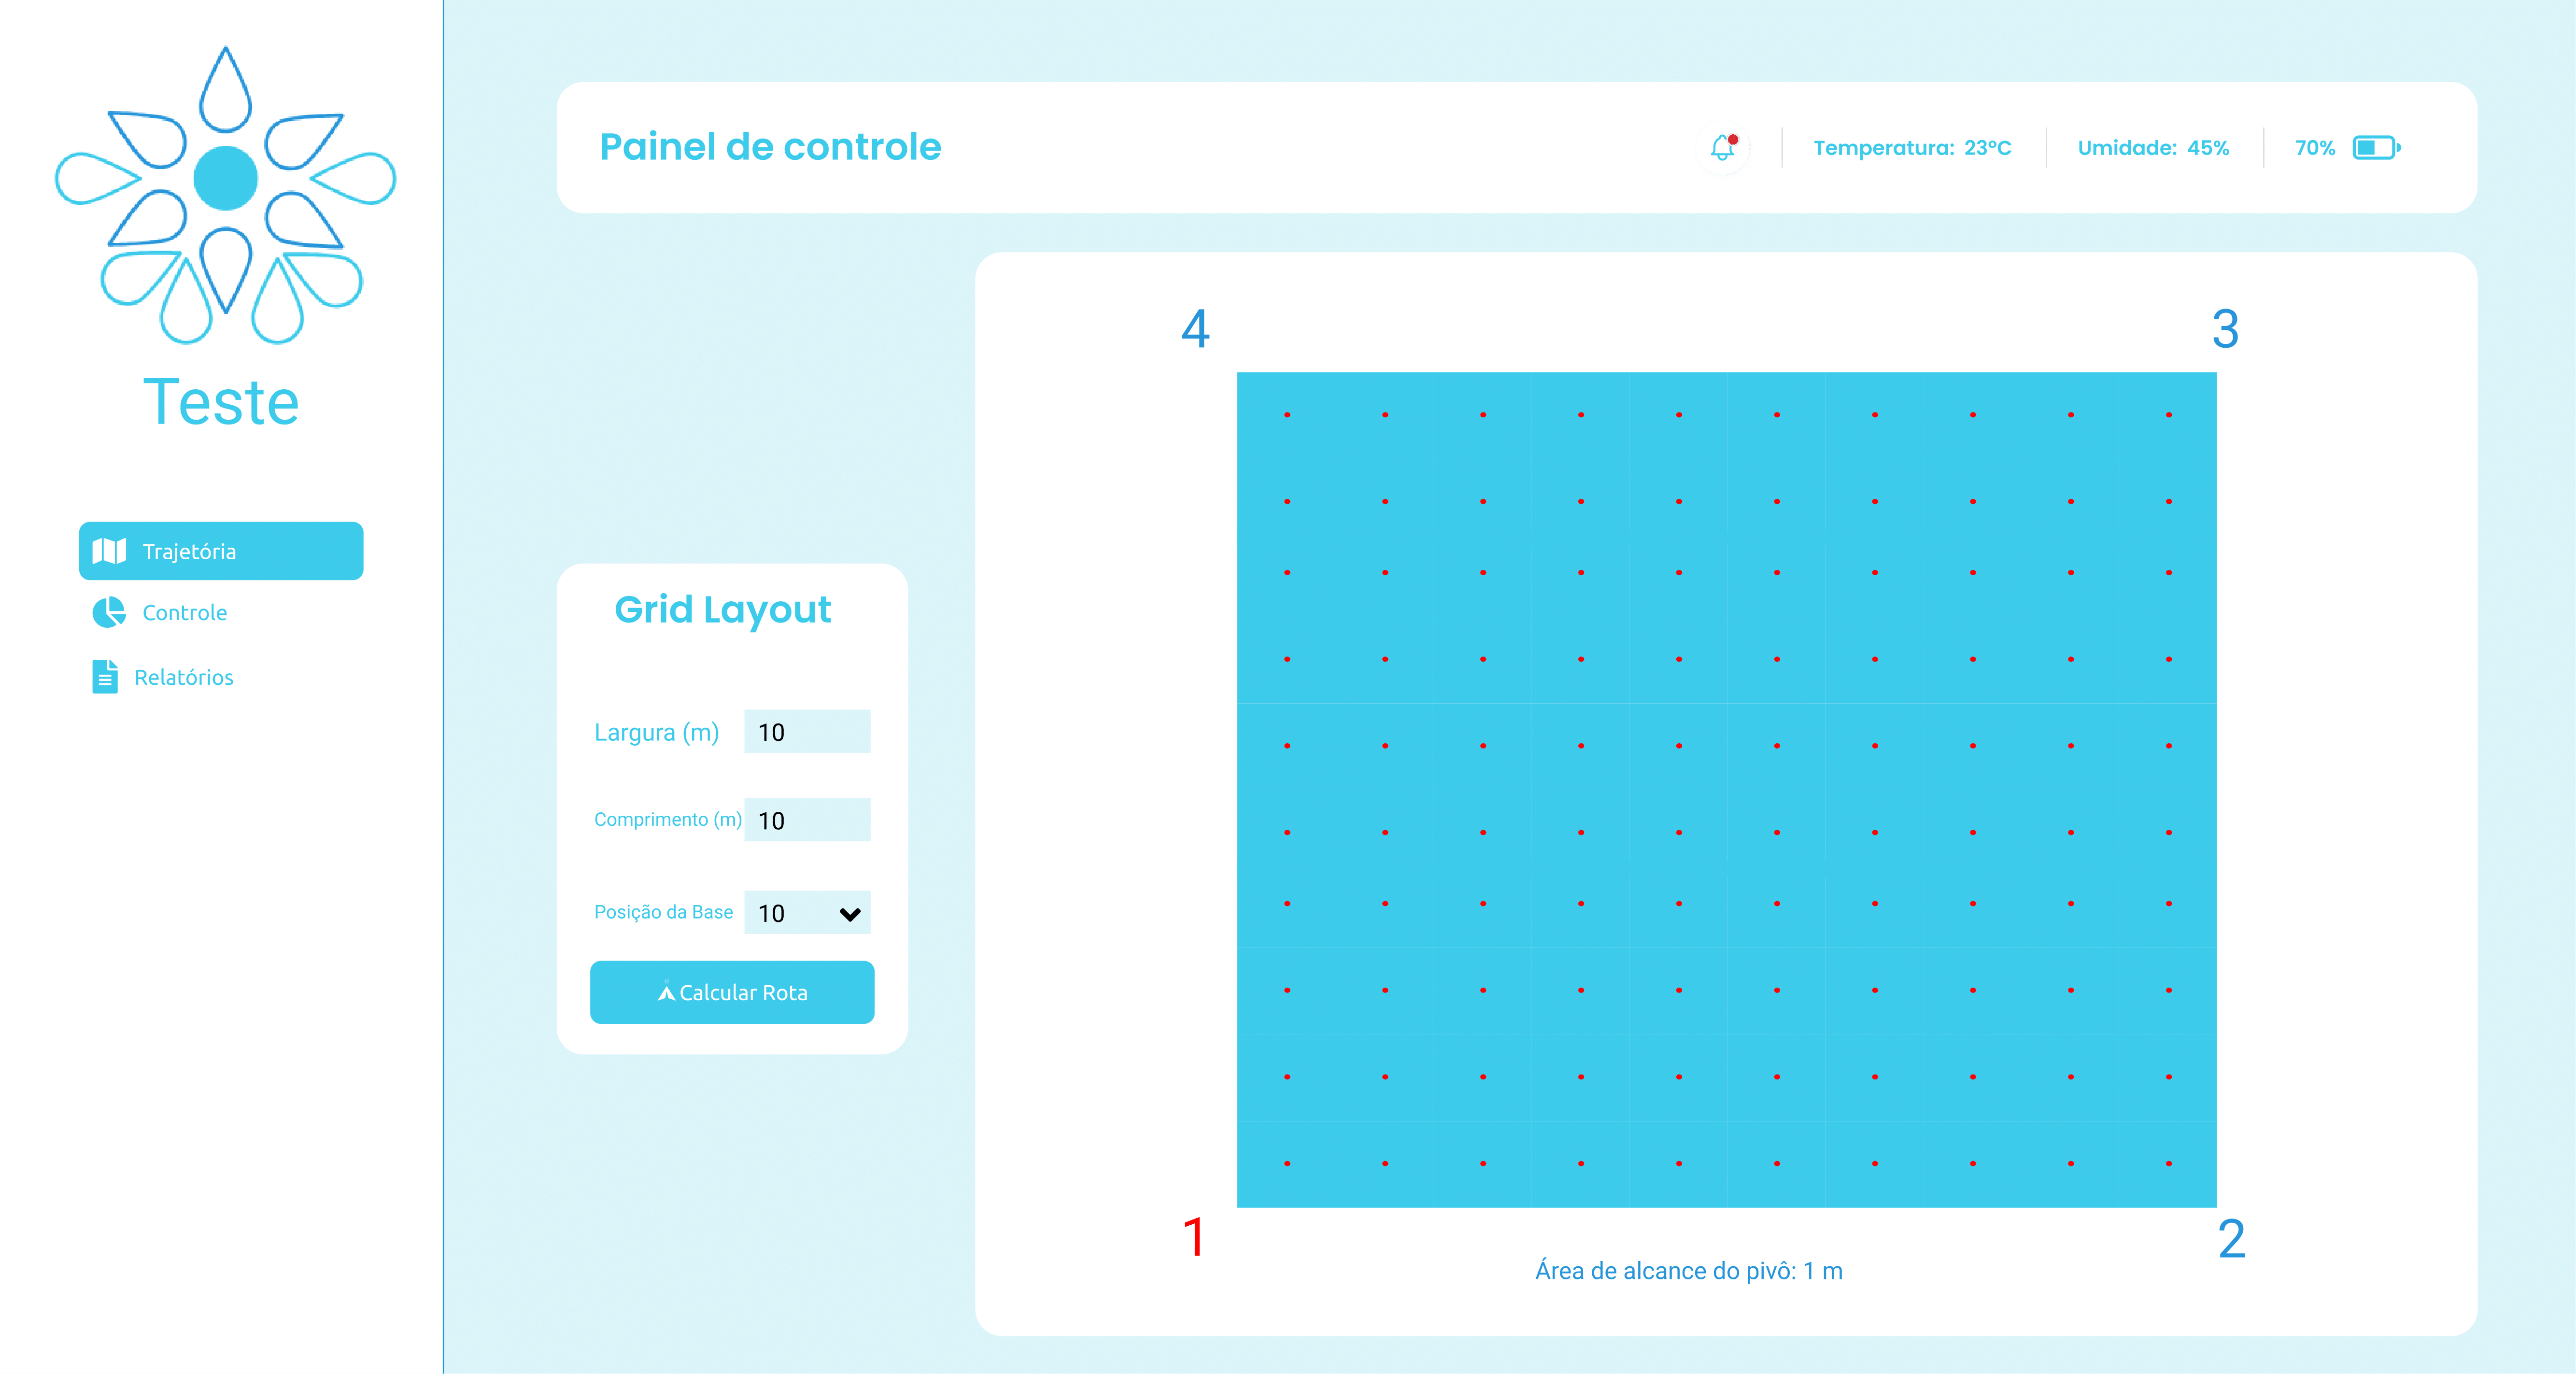 Teste
Trajetória
Controle
Relatórios
Painel de controle
Temperatura: 23ºC
Umidade: 45%
70%
Grid Layout
Largura (m) 10
Comprimento (m) 10
Posição da Base 10
Calcular Rota
4
3
1
2
Área de alcance do pivô: 1 m